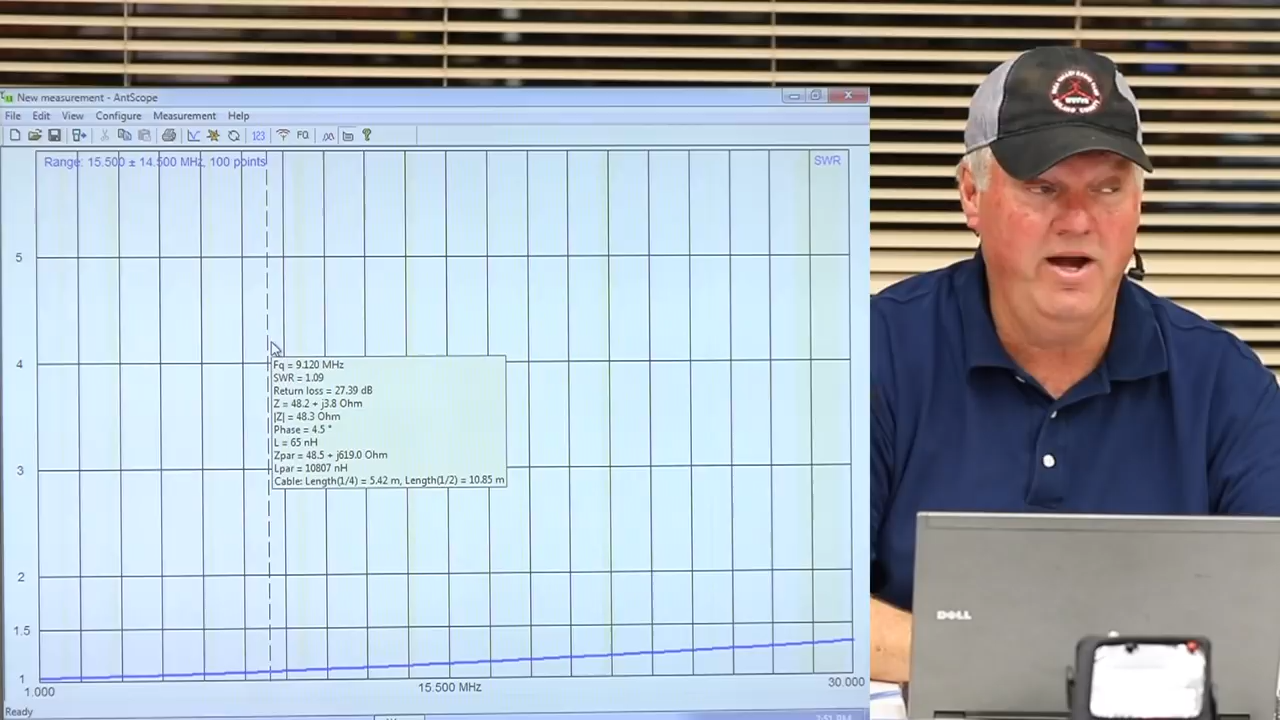 New measurement - AntScope
File Edit View Configure Measurement Help
123 FQ
Range: 15.500 ± 14.500 MHz, 100 points
SWR
5
4
Fq = 9.120 MHz
SWR = 1.09
Return loss = 27.39 dB
Z = 48.2 + j3.8 Ohm
|Z| = 48.3 Ohm
Phase = 4.5 °
L = 65 nH
Zpar = 48.5 + j619.0 Ohm
Lpar = 10807 nH
Cable: Length(1/4) = 5.42 m, Length(1/2) = 10.85 m
3
2
1.5
1
1.000
15.500 MHz
30.000
Ready
DELL